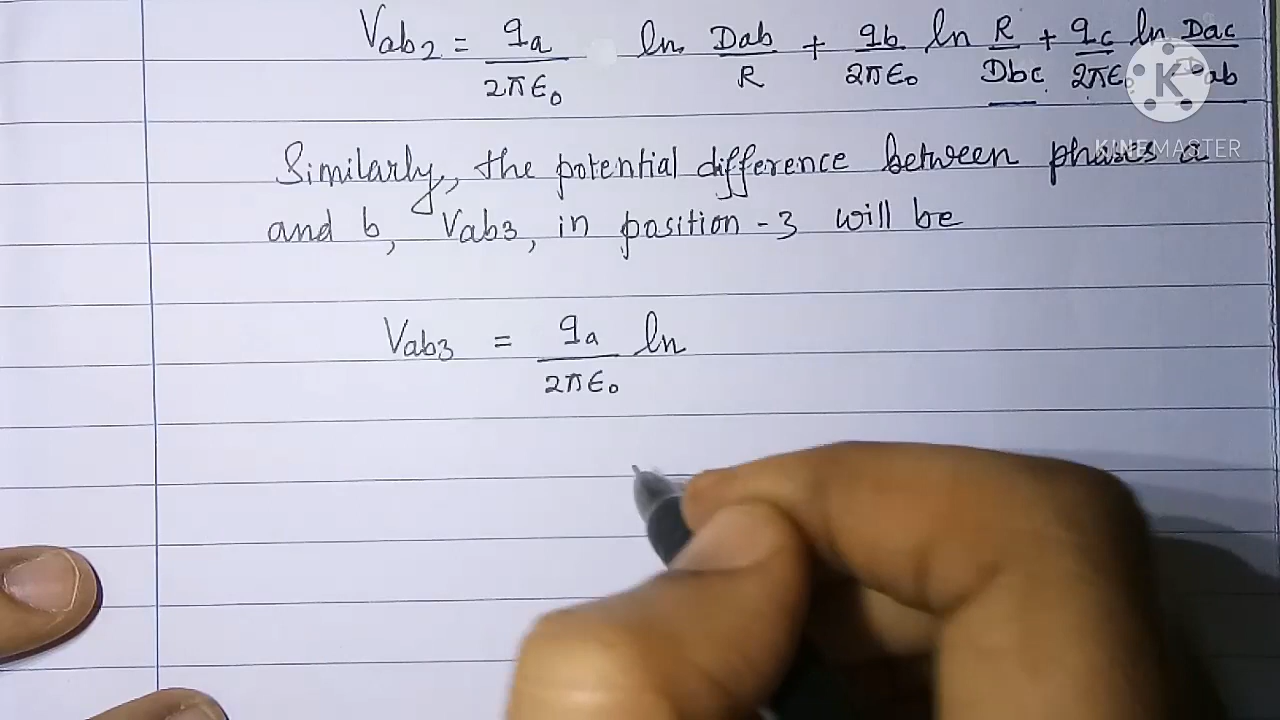 Vab2 = qa/2πε0 ln Dab/R + qb/2πε0 ln R/Dbc + qc/2πε0 ln Dac/ab
KINEMASTER
Similarly, the potential difference between phases a
and b, Vab3, in position - 3 will be
Vab3 = qa/2πε0 ln